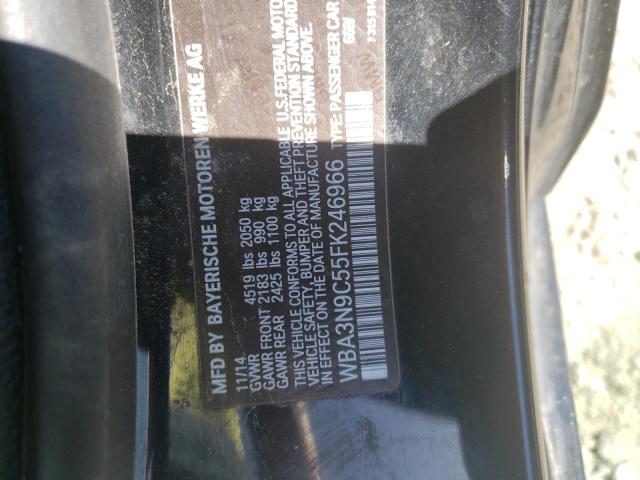 MFD BY BAYERISCHE MOTOREN WERKE AG
11/14
GVWR 4519 lbs 2050 kg
GAWR FRONT 2183 lbs 990 kg
GAWR REAR 2425 lbs 1100 kg
THIS VEHICLE CONFORMS TO ALL APPLICABLE U.S. FEDERAL MOTO
VEHICLE SAFETY, BUMPER AND THEFT PREVENTION STANDARD
IN EFFECT ON THE DATE OF MANUFACTURE SHOWN ABOVE.
WBA3N9C55FK246966 TYPE: PASSENGER CAR